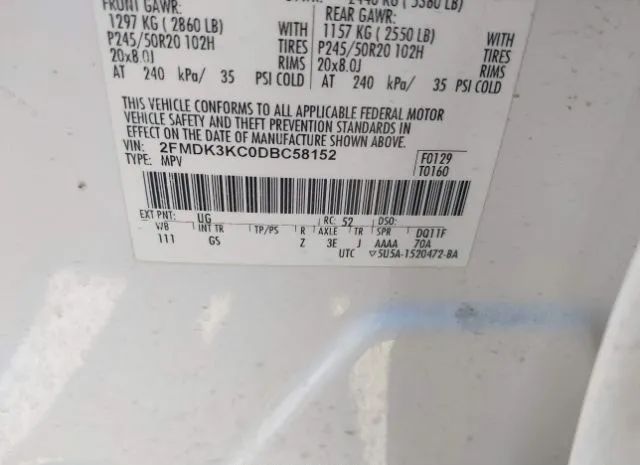 FRONT GAWR:
1297 KG ( 2860 LB)
WITH
P245/50R20 102H
TIRES
20x8.0J
RIMS
AT 240 kPa/ 35 PSI COLD
REAR GAWR:
1157 KG ( 2550 LB)
WITH
P245/50R20 102H
TIRES
20x8.0J
RIMS
AT 240 kPa/ 35 PSI COLD
THIS VEHICLE CONFORMS TO ALL APPLICABLE FEDERAL MOTOR
VEHICLE SAFETY AND THEFT PREVENTION STANDARDS IN
EFFECT ON THE DATE OF MANUFACTURE SHOWN ABOVE.
VIN: 2FMDK3KC0DBC58152
TYPE: MPV
F0129
T0160
EXT PNT: UG RC: 52 DSO:
WB INT TR TP/PS R AXLE TR SPR DQ11F
111 GS Z 3E J AAAA 70A
UTC ▽5U5A-1520472-BA